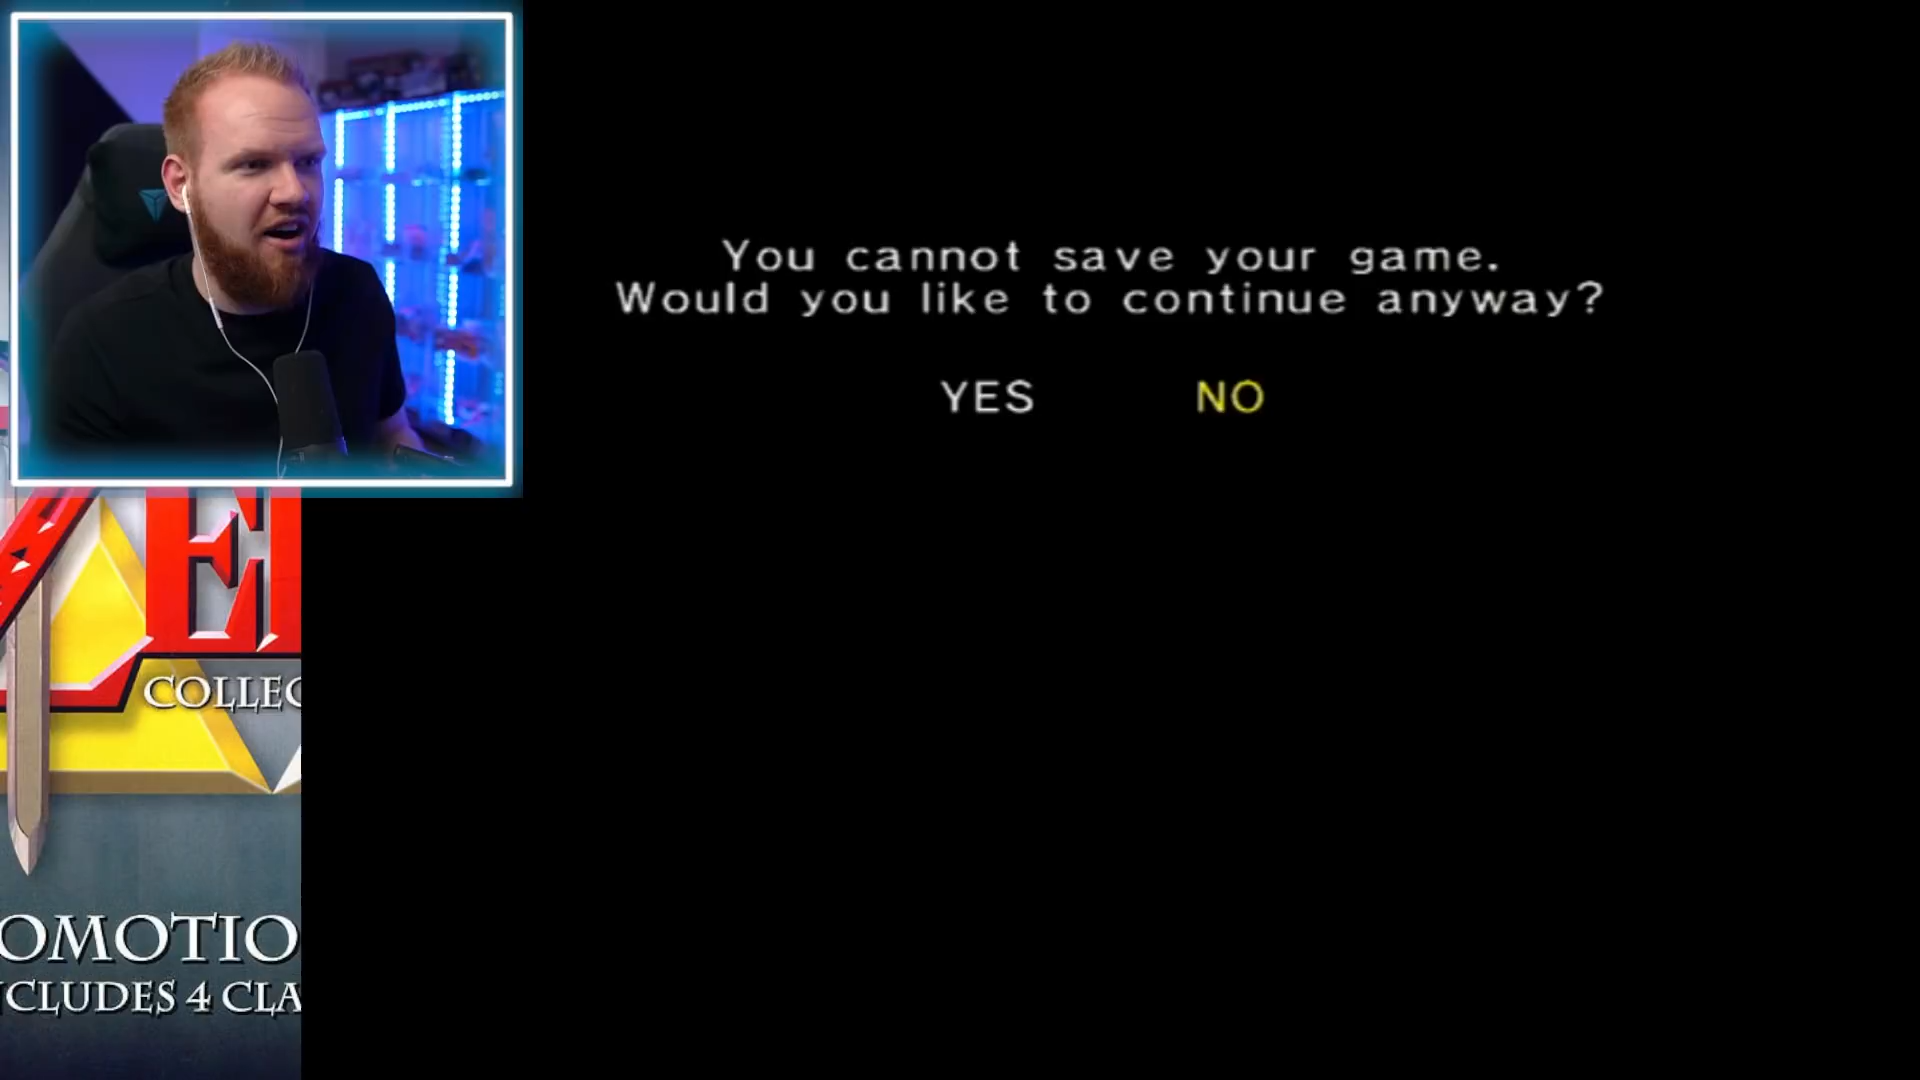 You cannot save your game.
Would you like to continue anyway?
YES NO
COLLEC
OMOTIO
CLUDES 4 CLA